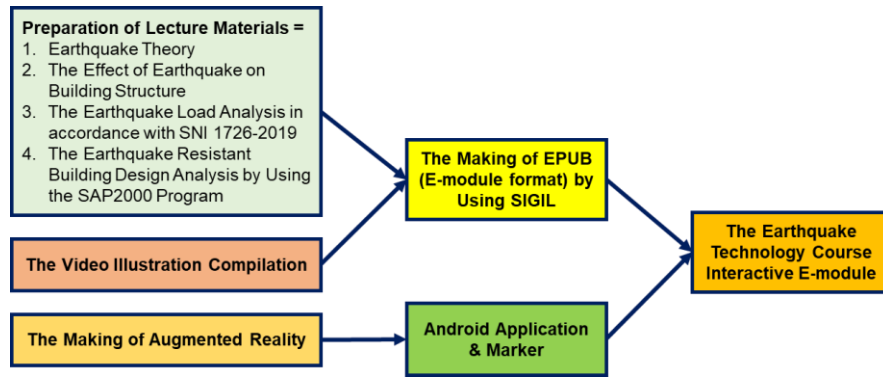 Preparation of Lecture Materials =
1. Earthquake Theory
2. The Effect of Earthquake on
Building Structure
3. The Earthquake Load Analysis in
accordance with SNI 1726-2019
4. The Earthquake Resistant
Building Design Analysis by Using
the SAP2000 Program
The Video Illustration Compilation
The Making of Augmented Reality
The Making of EPUB
(E-module format) by
Using SIGIL
Android Application
& Marker
The Earthquake
Technology Course
Interactive E-module